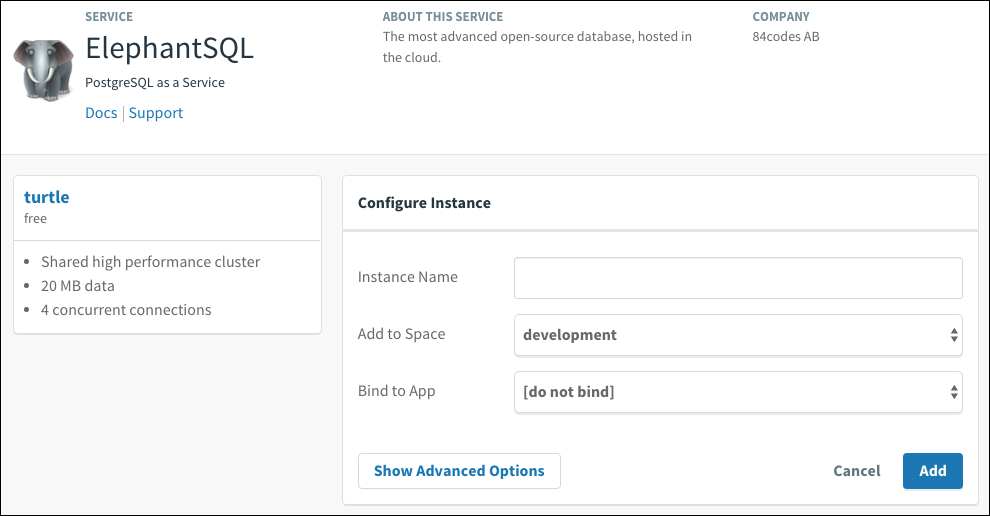 SERVICE
ElephantSQL
PostgreSQL as a Service
Docs | Support
ABOUT THIS SERVICE
The most advanced open-source database, hosted in
the cloud.
COMPANY
84codes AB
turtle
free
Shared high performance cluster
20 MB data
4 concurrent connections
Configure Instance
Instance Name
Add to Space
development
Bind to App
[do not bind]
Show Advanced Options
Cancel
Add